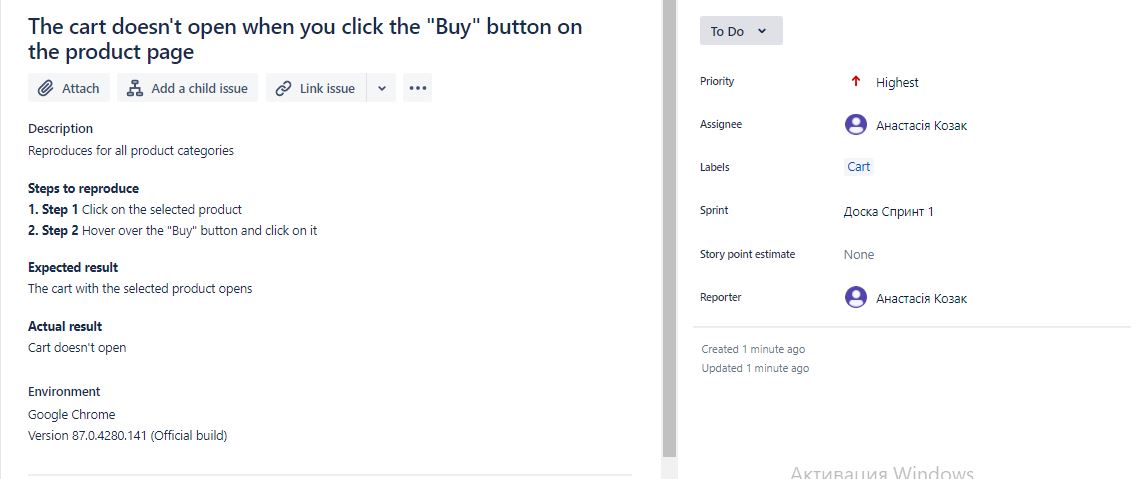 The cart doesn't open when you click the "Buy" button on
the product page
Attach
Add a child issue
Link issue
Description
Reproduces for all product categories
Steps to reproduce
1. Step 1 Click on the selected product
2. Step 2 Hover over the "Buy" button and click on it
Expected result
The cart with the selected product opens
Actual result
Cart doesn't open
Environment
Google Chrome
Version 87.0.4280.141 (Official build)
To Do
Priority
Highest
Assignee
Анастасія Козак
Labels
Cart
Sprint
Доска Спринт 1
Story point estimate
None
Reporter
Анастасія Козак
Created 1 minute ago
Updated 1 minute ago
Активация Windows